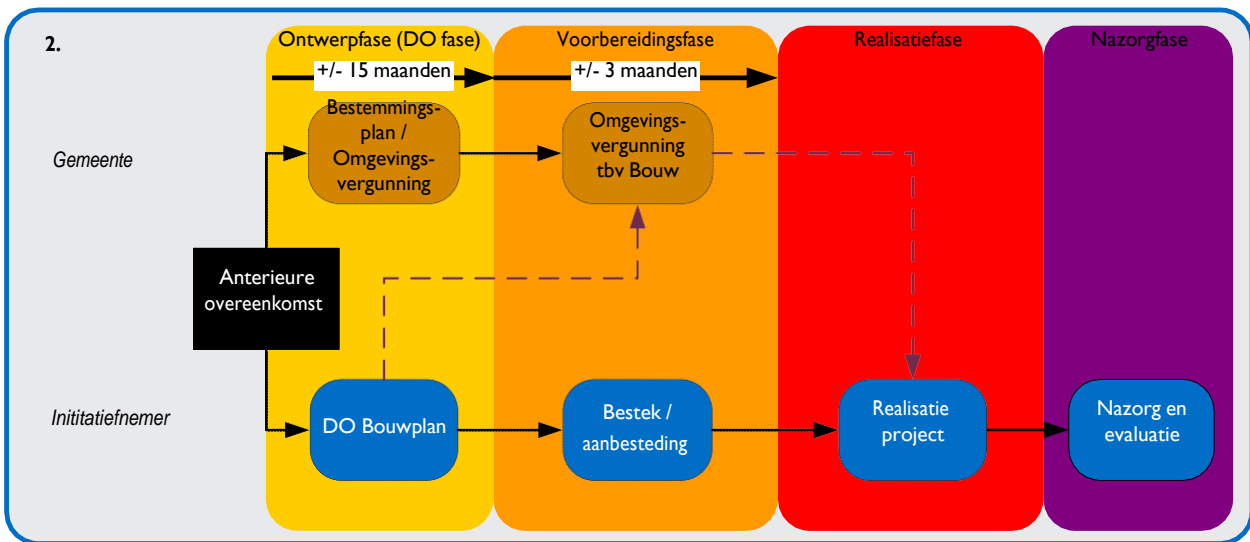 2.
Ontwerpfase (DO fase)
Voorbereidingsfase
Realisatiefase
Nazorgfase
+/- 15 maanden
+/- 3 maanden
Gemeente
Bestemmings-
plan /
Omgevings-
vergunning
Omgevings-
vergunning
tbv Bouw
Anterieure
overeenkomst
Inititatiefnemer
DO Bouwplan
Bestek /
aanbesteding
Realisatie
project
Nazorg en
evaluatie